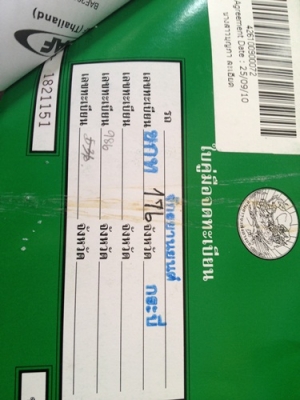 (Thailand)
1821151
Agreement Date : 25/09/10
ใบคู่มือจดทะเบียน
รถ จักรยานยนต์
เลขทะเบียน 176 จังหวัด กระบี่
เลขทะเบียน จังหวัด
เลขทะเบียน 986 จังหวัด
เลขทะเบียน จังหวัด